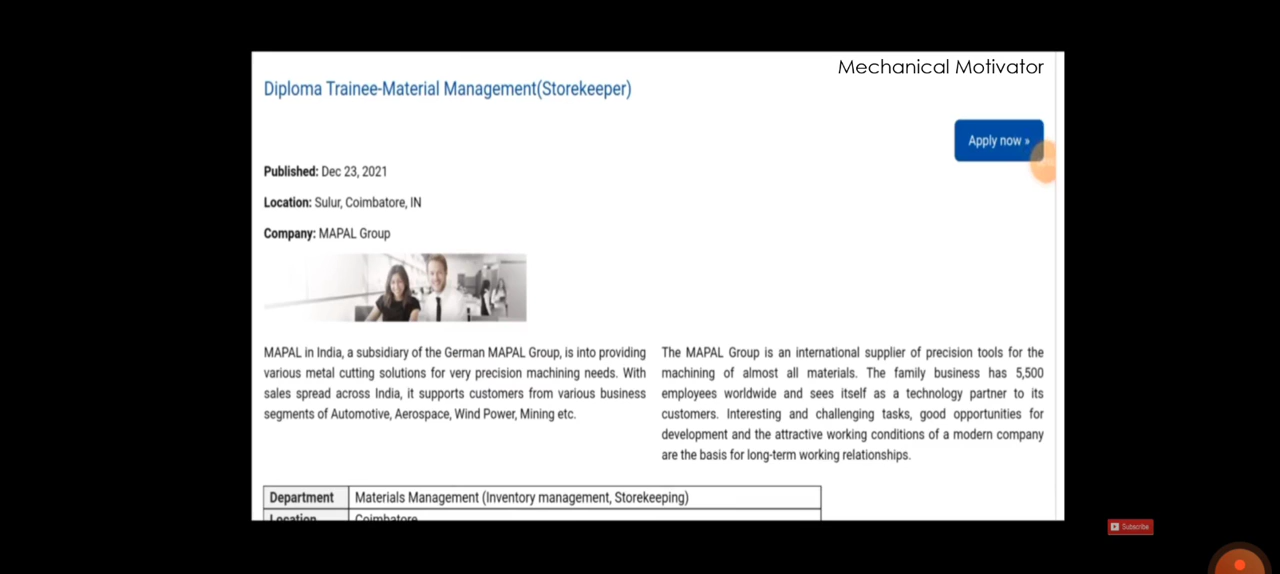 Mechanical Motivator
Diploma Trainee-Material Management(Storekeeper)
Apply now »
Published: Dec 23, 2021
Location: Sulur, Coimbatore, IN
Company: MAPAL Group
MAPAL in India, a subsidiary of the German MAPAL Group, is into providing
various metal cutting solutions for very precision machining needs. With
sales spread across India, it supports customers from various business
segments of Automotive, Aerospace, Wind Power, Mining etc.
The MAPAL Group is an international supplier of precision tools for the
machining of almost all materials. The family business has 5,500
employees worldwide and sees itself as a technology partner to its
customers. Interesting and challenging tasks, good opportunities for
development and the attractive working conditions of a modern company
are the basis for long-term working relationships.
Department Materials Management (Inventory management, Storekeeping)
Location Coimbatore
Subscribe